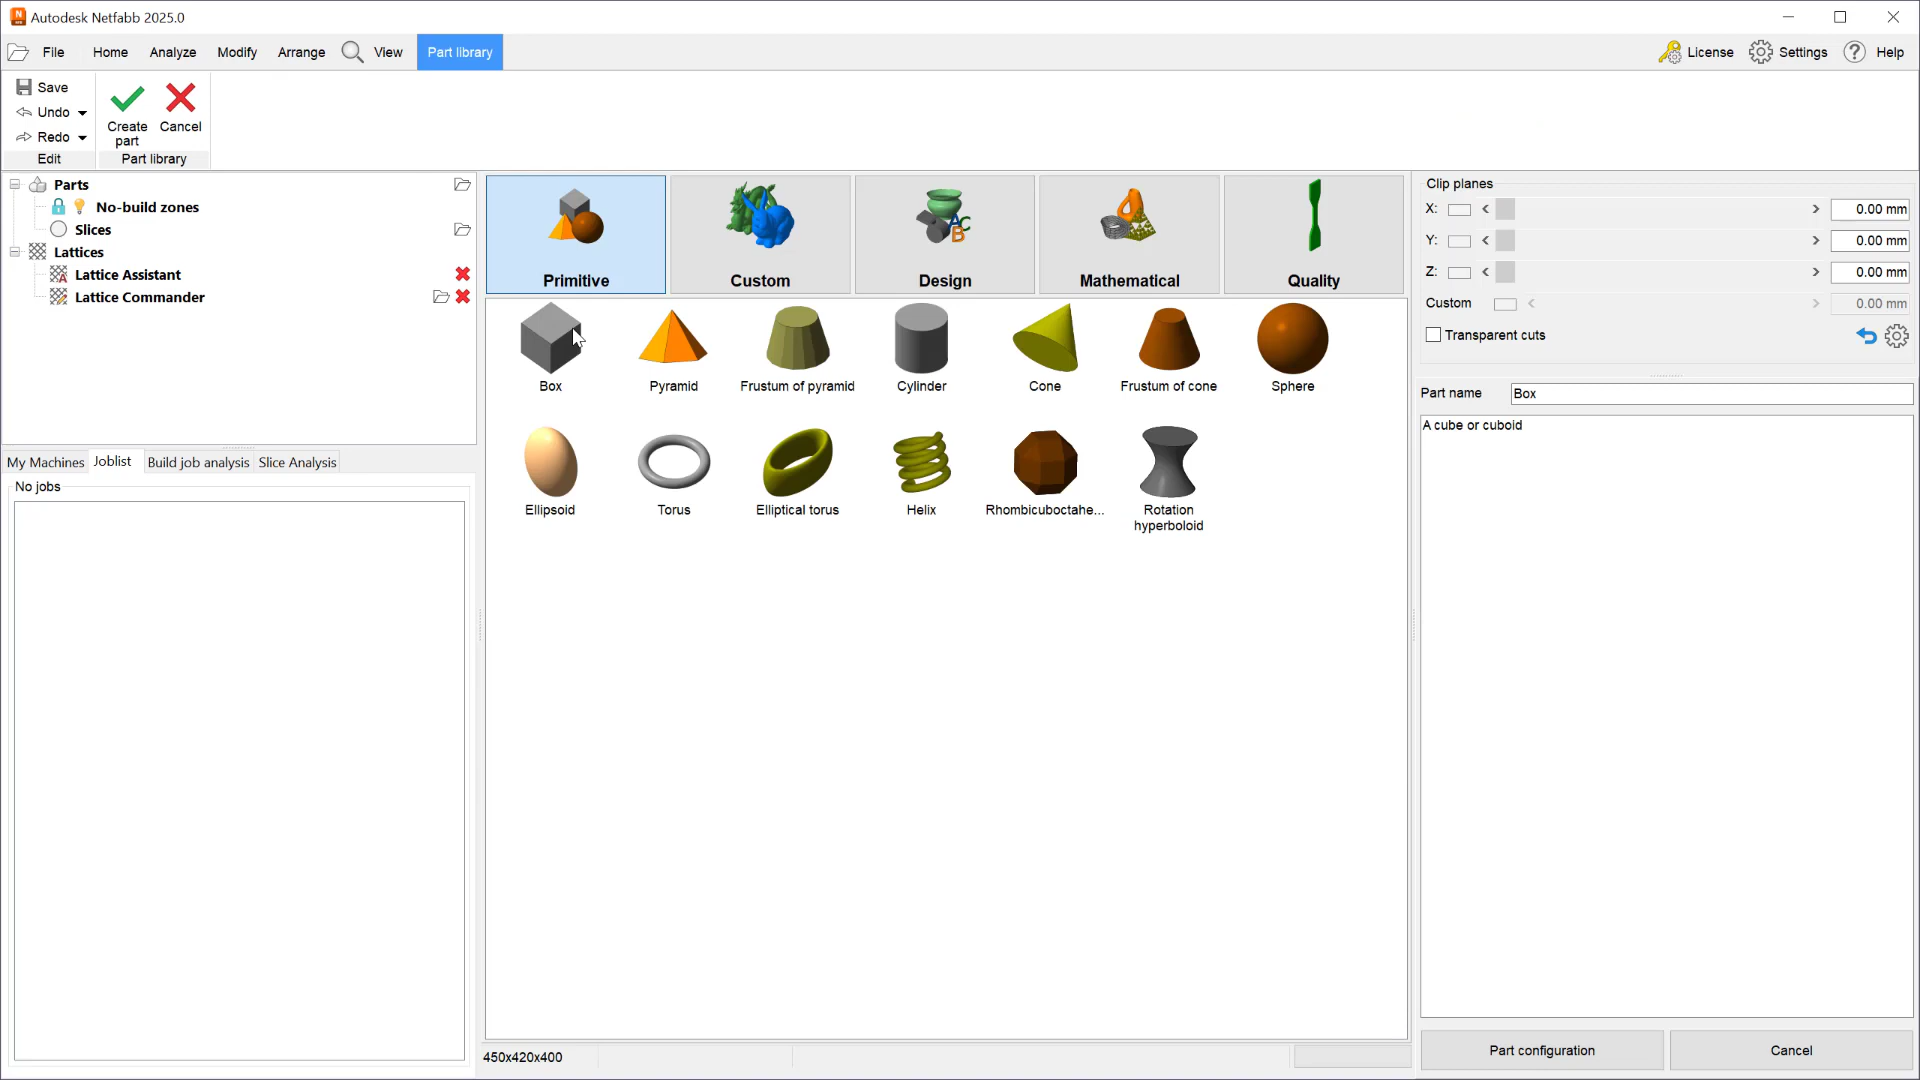 Autodesk Netfabb 2025.0
File Home Analyze Modify Arrange View Part library License Settings Help
Save
Undo
Redo
Edit
Create
part
Cancel
Part library
Parts
No-build zones
Slices
Lattices
Lattice Assistant
Lattice Commander
My Machines Joblist Build job analysis Slice Analysis
No jobs
Primitive Custom Design Mathematical Quality
Box Pyramid Frustum of pyramid Cylinder Cone Frustum of cone Sphere
Ellipsoid Torus Elliptical torus Helix Rhombicuboctahe... Rotation
hyperboloid
450x420x400
Clip planes
X: 0.00 mm
Y: 0.00 mm
Z: 0.00 mm
Custom 0.00 mm
Transparent cuts
Part name Box
A cube or cuboid
Part configuration Cancel